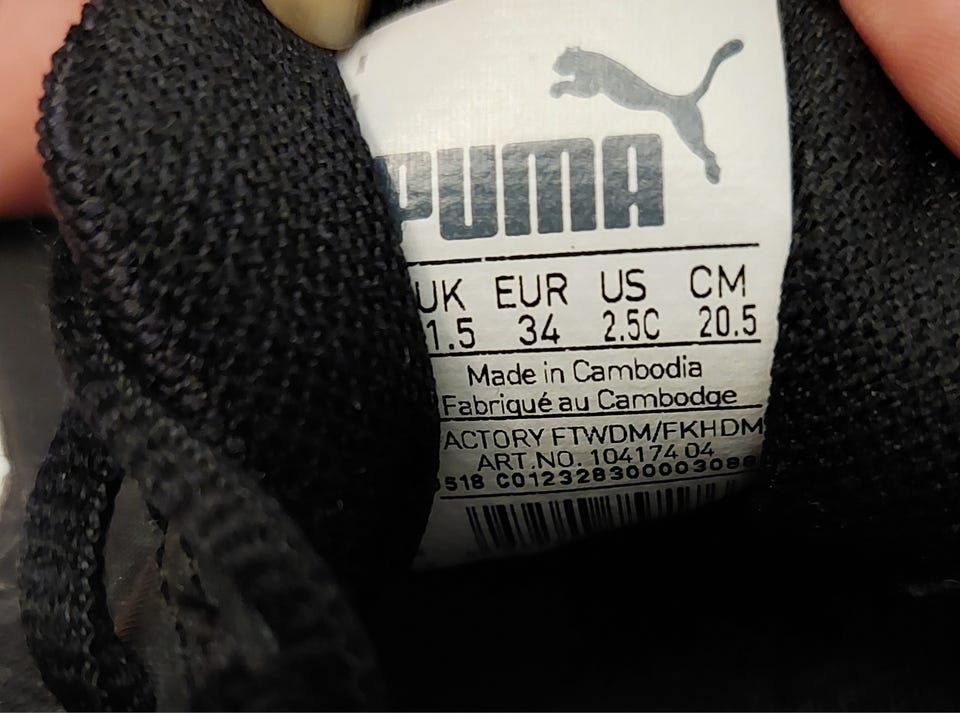 PUMA
UK EUR US CM
1.5 34 2.5C 20.5
Made in Cambodia
Fabriqué au Cambodge
ACTORY FTWDM/FKHDM
ART.NO. 104174 04
518 C012328300003088